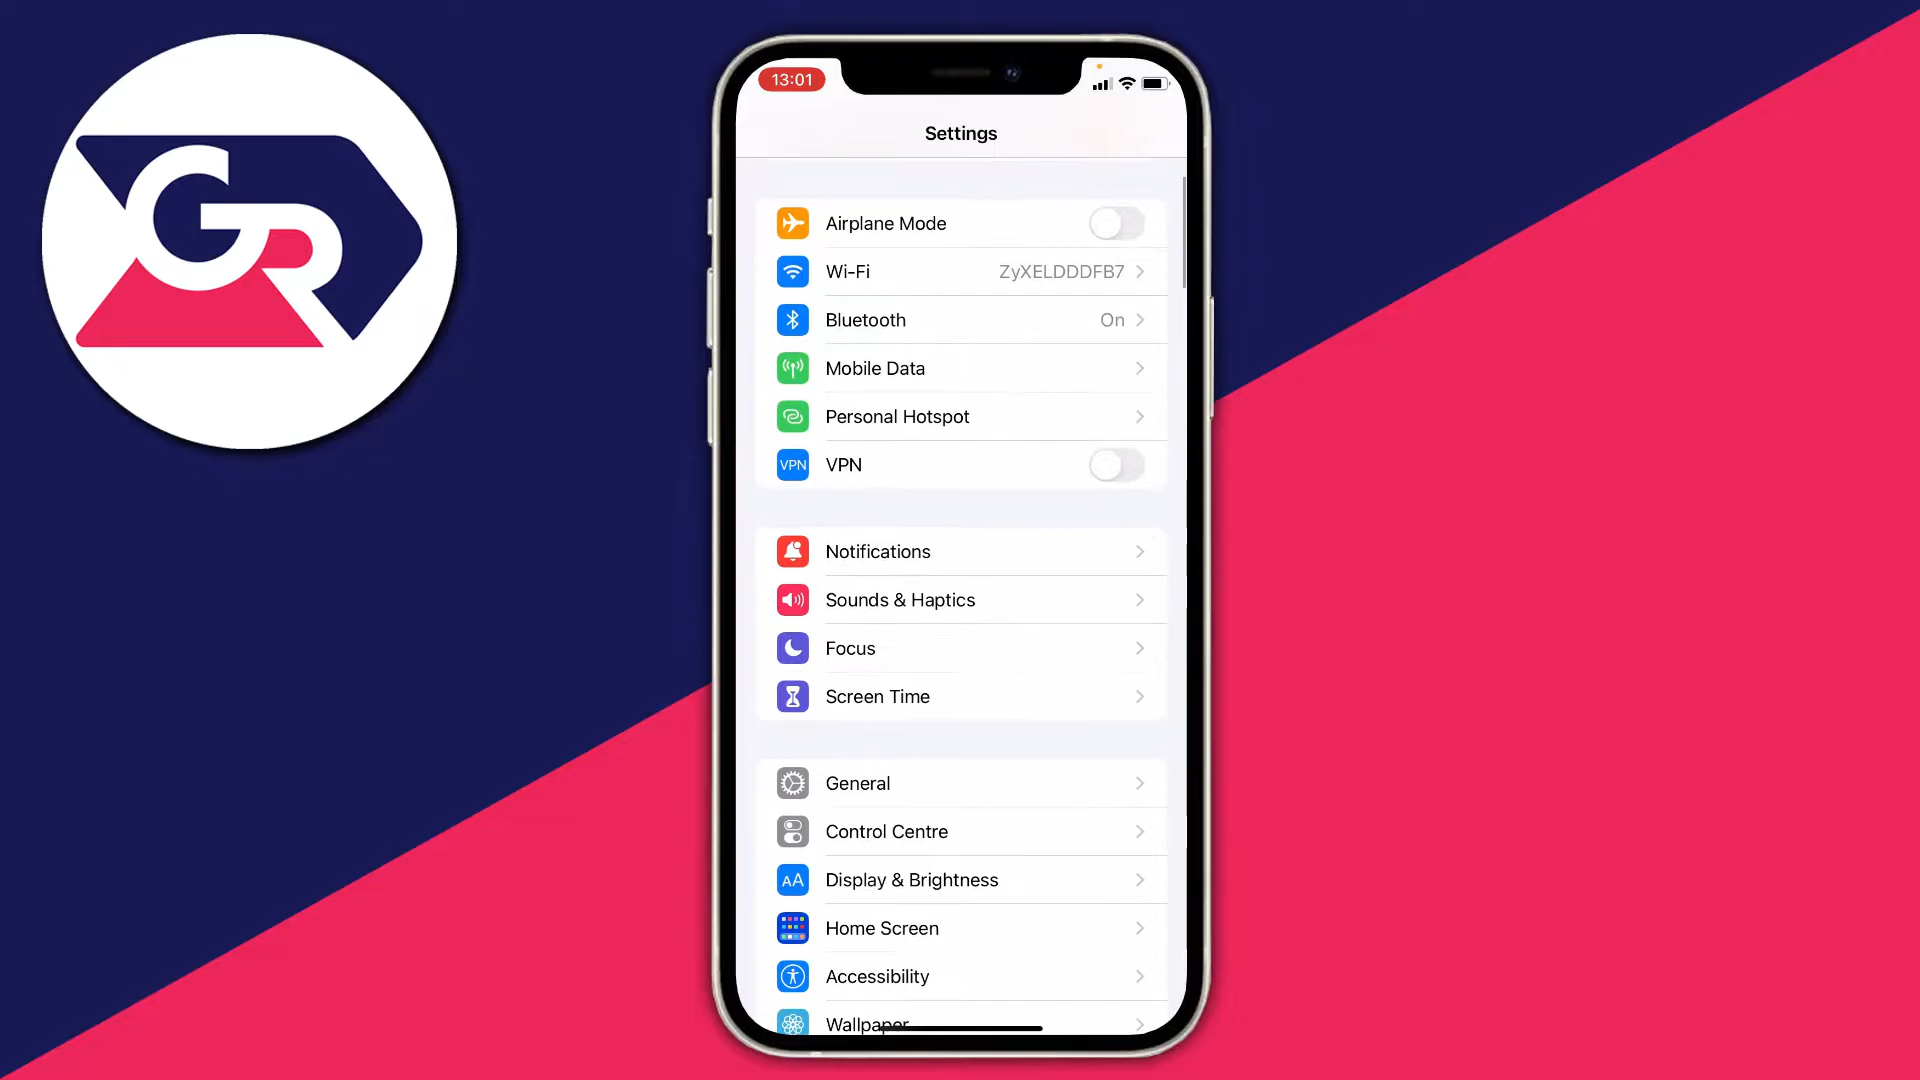 GR
13:01
Settings
Airplane Mode
Wi-Fi ZyXELDDDFB7
Bluetooth On
Mobile Data
Personal Hotspot
VPN VPN
Notifications
Sounds & Haptics
Focus
Screen Time
General
Control Centre
AA Display & Brightness
Home Screen
Accessibility
Wallpaper